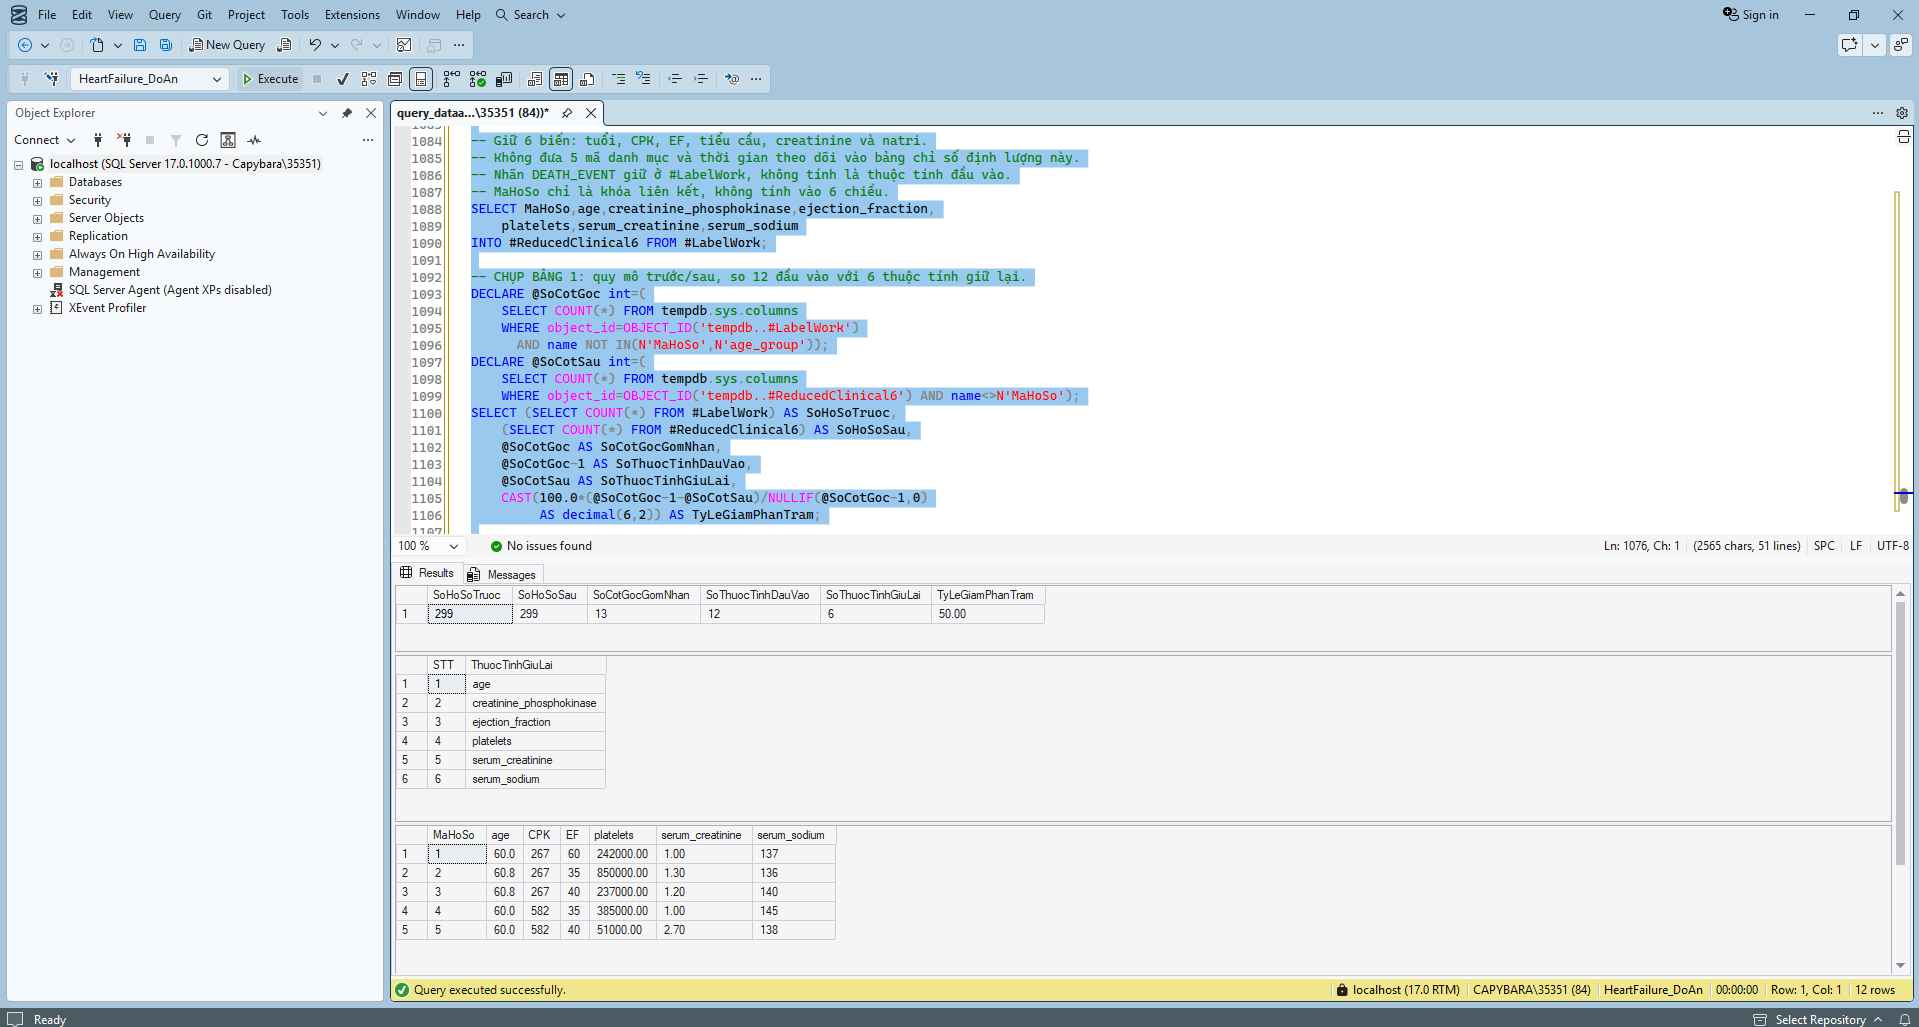 File Edit View Query Git Project Tools Extensions Window Help Search Sign in
New Query
HeartFailure_DoAn Execute
Object Explorer
Connect
localhost (SQL Server 17.0.1000.7 - Capybara\35351)
Databases
Security
Server Objects
Replication
Always On High Availability
Management
SQL Server Agent (Agent XPs disabled)
XEvent Profiler
query_dataa...\35351 (84))*
1084 -- Giữ 6 biến: tuổi, CPK, EF, tiểu cầu, creatinine và natri.
1085 -- Không đưa 5 mã danh mục và thời gian theo dõi vào bảng chỉ số định lượng này.
1086 -- Nhãn DEATH_EVENT giữ ở #LabelWork, không tính là thuộc tính đầu vào.
1087 -- MaHoSo chỉ là khóa liên kết, không tính vào 6 chiều.
1088 SELECT MaHoSo,age,creatinine_phosphokinase,ejection_fraction,
1089 platelets,serum_creatinine,serum_sodium
1090 INTO #ReducedClinical6 FROM #LabelWork;
1091
1092 -- CHỤP BẢNG 1: quy mô trước/sau, so 12 đầu vào với 6 thuộc tính giữ lại.
1093 DECLARE @SoCotGoc int=(
1094 SELECT COUNT(*) FROM tempdb.sys.columns
1095 WHERE object_id=OBJECT_ID('tempdb..#LabelWork')
1096 AND name NOT IN(N'MaHoSo',N'age_group'));
1097 DECLARE @SoCotSau int=(
1098 SELECT COUNT(*) FROM tempdb.sys.columns
1099 WHERE object_id=OBJECT_ID('tempdb..#ReducedClinical6') AND name<>N'MaHoSo');
1100 SELECT (SELECT COUNT(*) FROM #LabelWork) AS SoHoSoTruoc,
1101 (SELECT COUNT(*) FROM #ReducedClinical6) AS SoHoSoSau,
1102 @SoCotGoc AS SoCotGocGomNhan,
1103 @SoCotGoc-1 AS SoThuocTinhDauVao,
1104 @SoCotSau AS SoThuocTinhGiuLai,
1105 CAST(100.0*(@SoCotGoc-1-@SoCotSau)/NULLIF(@SoCotGoc-1,0)
1106 AS decimal(6,2)) AS TyLeGiamPhanTram;
1107
100 % No issues found Ln: 1076, Ch: 1 (2565 chars, 51 lines) SPC LF UTF-8
Results Messages
SoHoSoTruoc SoHoSoSau SoCotGocGomNhan SoThuocTinhDauVao SoThuocTinhGiuLai TyLeGiamPhanTram
1 299 299 13 12 6 50.00
STT ThuocTinhGiuLai
1 1 age
2 2 creatinine_phosphokinase
3 3 ejection_fraction
4 4 platelets
5 5 serum_creatinine
6 6 serum_sodium
MaHoSo age CPK EF platelets serum_creatinine serum_sodium
1 1 60.0 267 60 242000.00 1.00 137
2 2 60.8 267 35 850000.00 1.30 136
3 3 60.8 267 40 237000.00 1.20 140
4 4 60.0 582 35 385000.00 1.00 145
5 5 60.0 582 40 51000.00 2.70 138
Query executed successfully. localhost (17.0 RTM) CAPYBARA\35351 (84) HeartFailure_DoAn 00:00:00 Row: 1, Col: 1 12 rows
Ready Select Repository